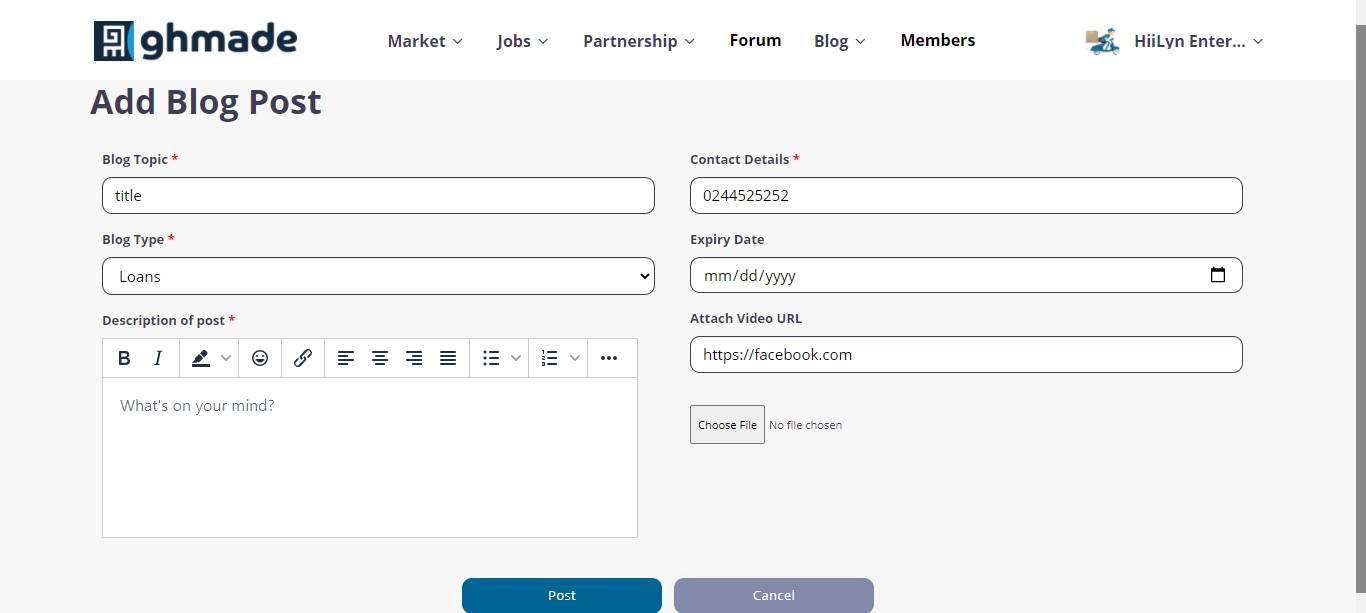 ghmade
Market Jobs Partnership Forum Blog Members HiiLyn Enter...
Add Blog Post
Blog Topic *
title
Blog Type *
Loans
Description of post *
B I
What's on your mind?
Contact Details *
0244525252
Expiry Date
mm/dd/yyyy
Attach Video URL
https://facebook.com
Choose File No file chosen
Post Cancel